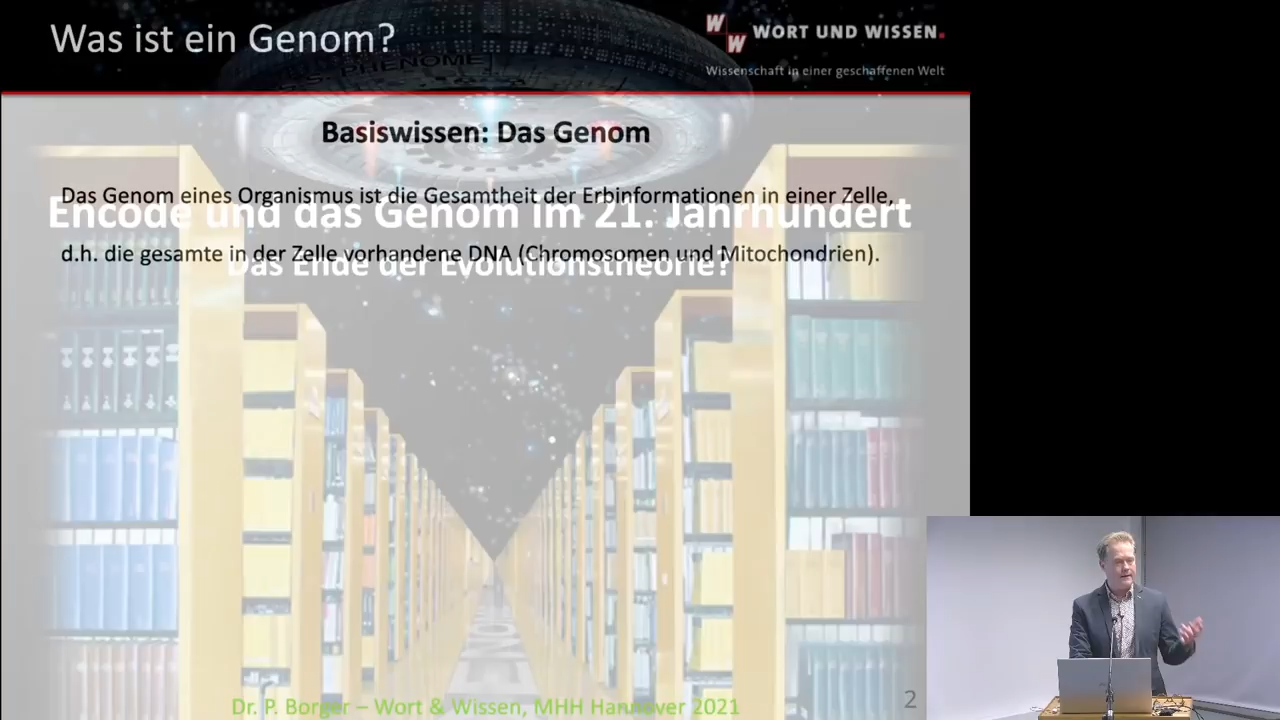 Was ist ein Genom?
W W WORT UND WISSEN.
Wissenschaft in einer geschaffenen Welt
S. PHENOME
Basiswissen: Das Genom
Das Genom eines Organismus ist die Gesamtheit der Erbinformationen in einer Zelle,
Encode und das Genom im 21. Jahrhundert
d.h. die gesamte in der Zelle vorhandene DNA (Chromosomen und Mitochondrien).
Das Ende der Evolutionstheorie?
Dr. P. Borger – Wort & Wissen, MHH Hannover 2021
2